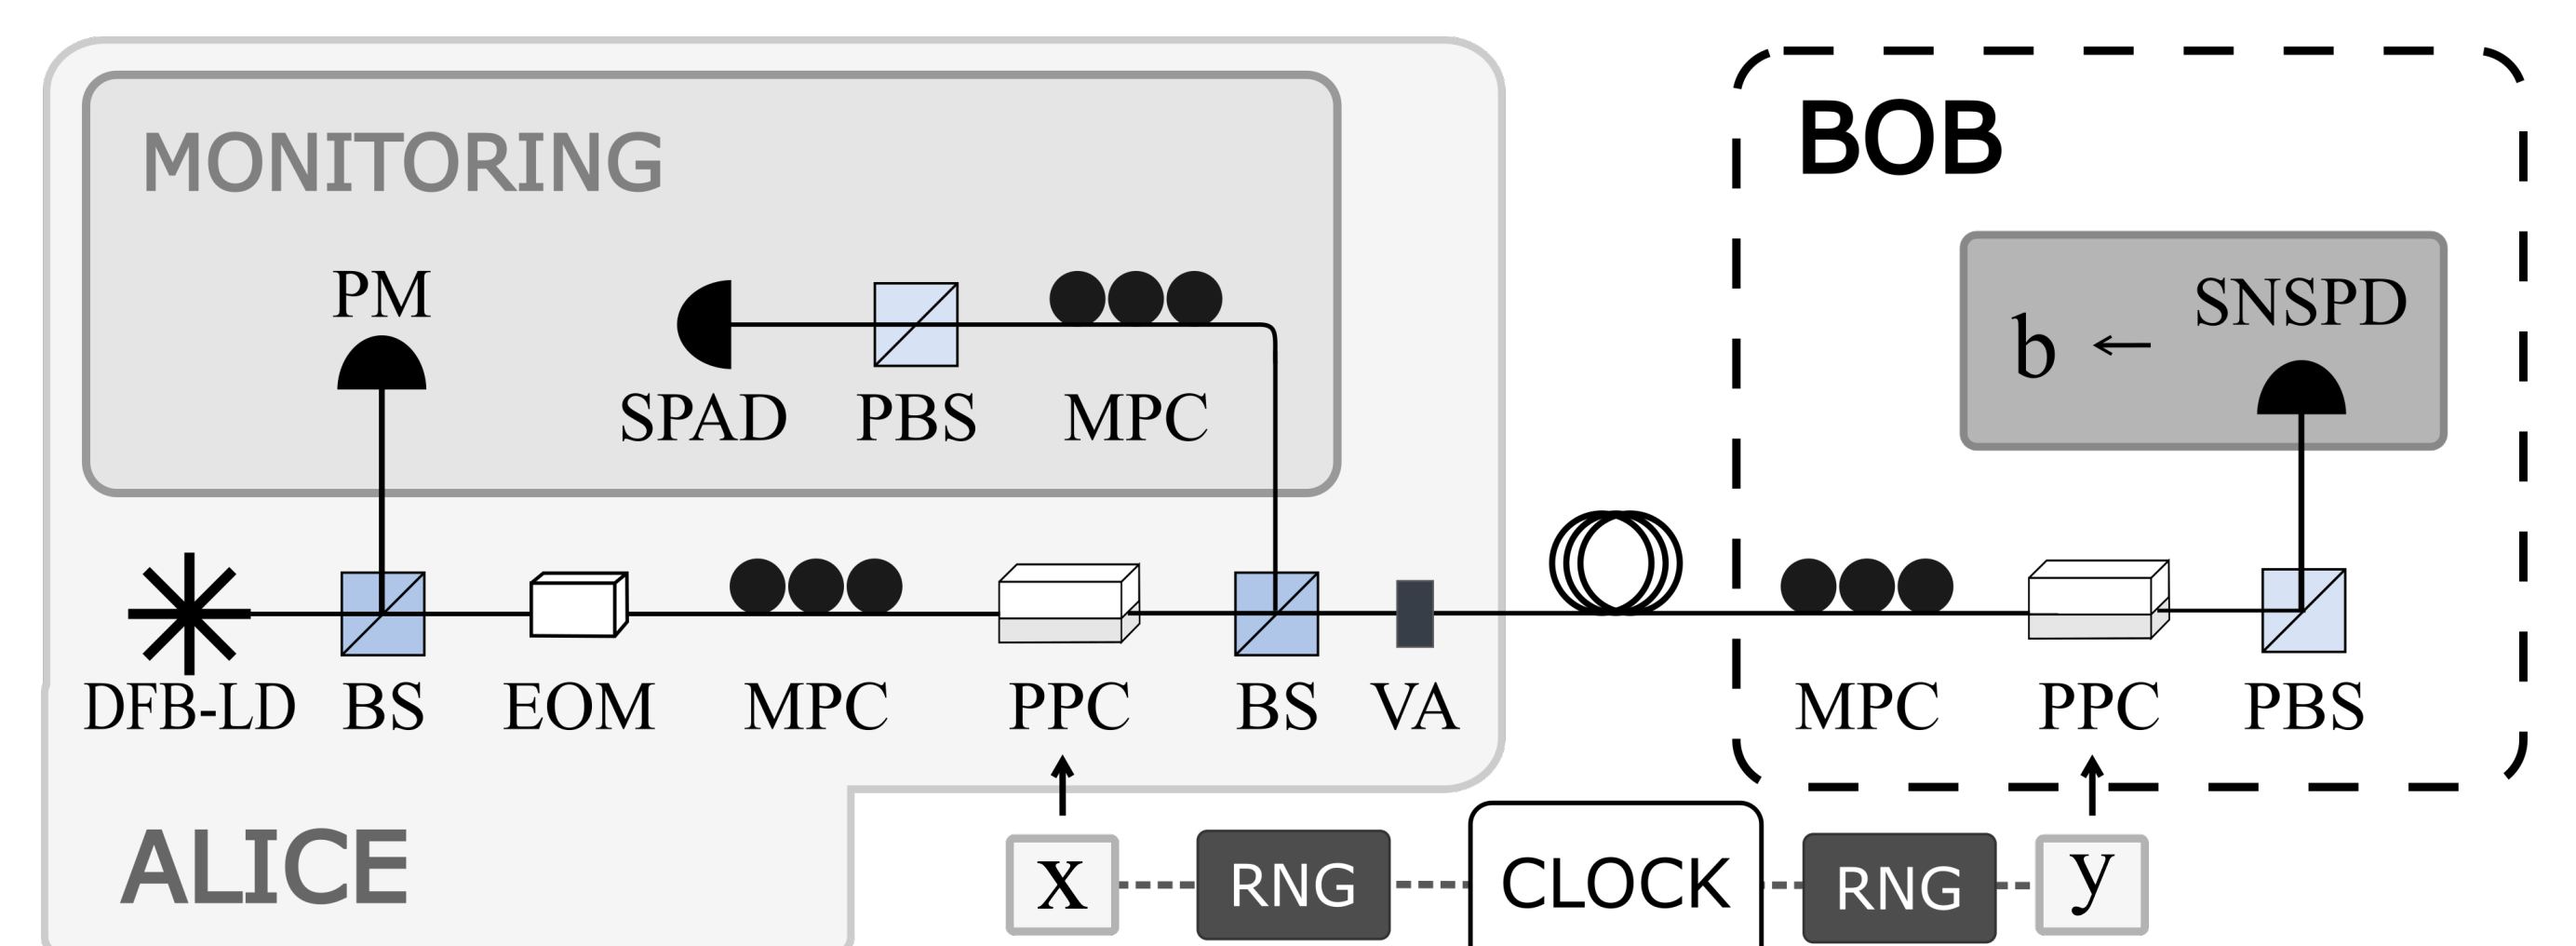 MONITORING
PM
SPAD PBS MPC
BOB
b ← SNSPD
DFB-LD BS EOM MPC PPC BS VA MPC PPC PBS
ALICE
x RNG CLOCK RNG y